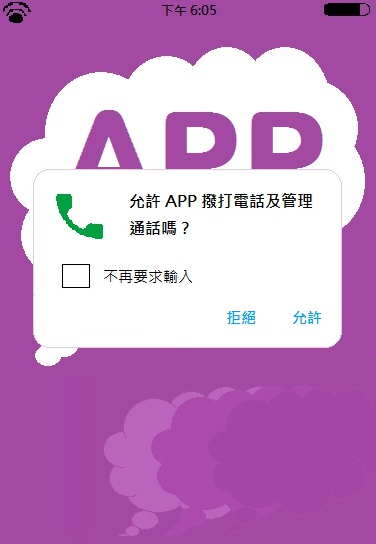 下午 6:05
APP
允許 APP 撥打電話及管理
通話嗎？
不再要求輸入
拒絕
允許